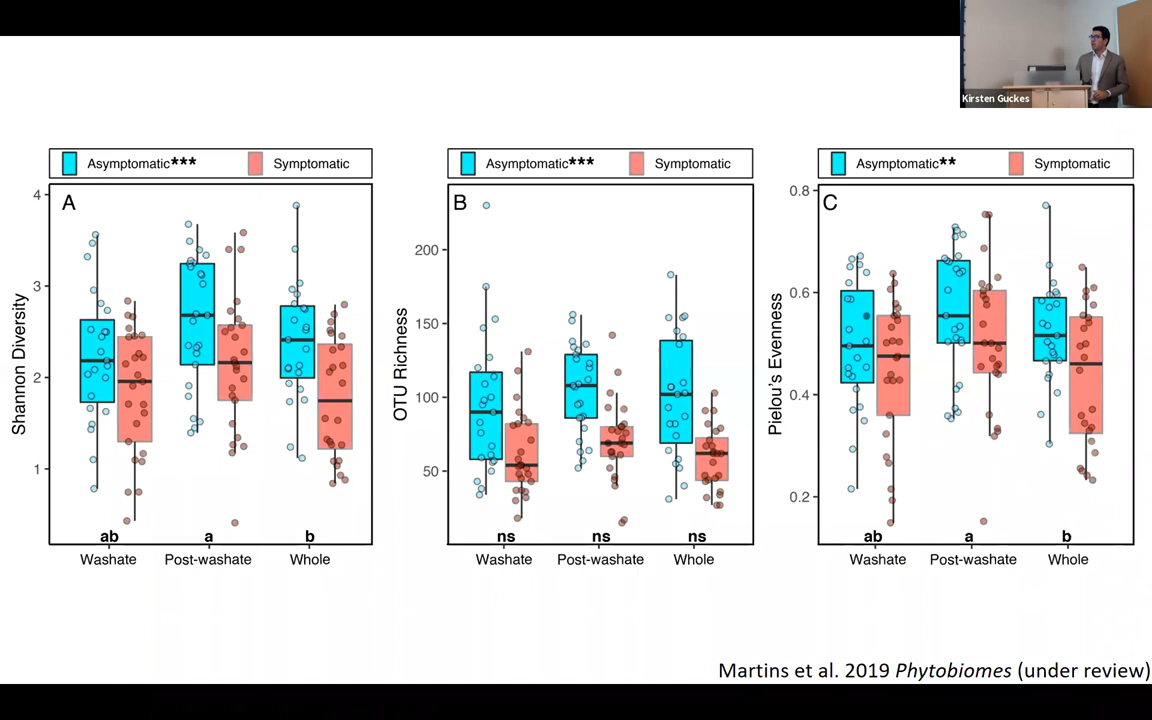 Kirsten Guckes
Asymptomatic*** Symptomatic
A
4
3
2
1
Shannon Diversity
ab a b
Washate Post-washate Whole
Asymptomatic*** Symptomatic
B
200
150
100
50
OTU Richness
ns ns ns
Washate Post-washate Whole
Asymptomatic** Symptomatic
C
0.8
0.6
0.4
0.2
Pielou's Evenness
ab a b
Washate Post-washate Whole
Martins et al. 2019 Phytobiomes (under review)